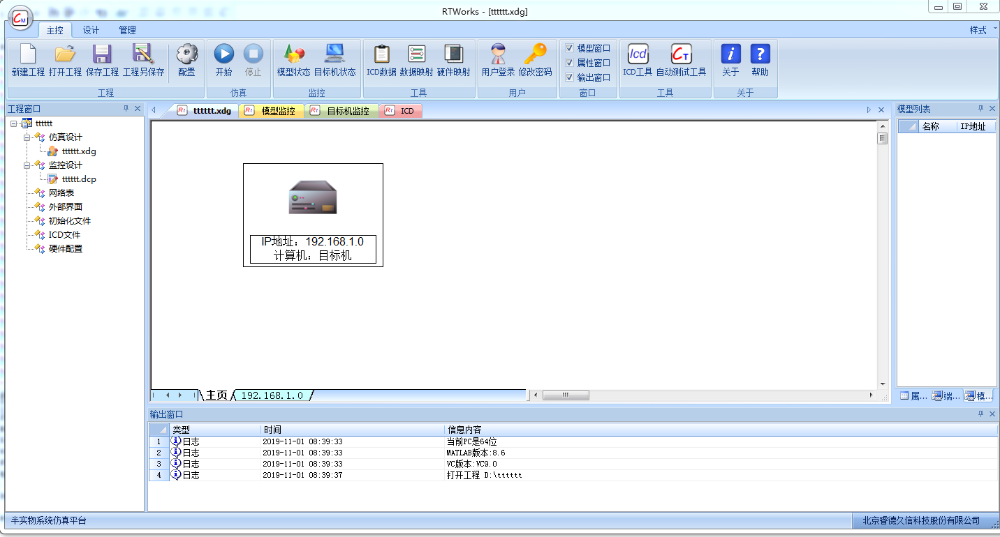 RTWorks - [tttttt.xdg]
主控 设计 管理 样式
新建工程 打开工程 保存工程 工程另保存 配置 开始 停止 模型状态 目标机状态 ICD数据 数据映射 硬件映射 用户登录 修改密码 ICD工具 自动测试工具 关于 帮助
模型窗口
属性窗口
输出窗口
工程 仿真 监控 工具 用户 窗口 工具 关于
工程窗口
tttttt
仿真设计
tttttt.xdg
监控设计
tttttt.dcp
网络表
外部界面
初始化文件
ICD文件
硬件配置
tttttt.xdg 模型监控 目标机监控 ICD
IP地址：192.168.1.0
计算机：目标机
主页 192.168.1.0
模型列表
名称 IP地址
属... 端... 模...
输出窗口
类型 时间 信息内容
1 日志 2019-11-01 08:39:33 当前PC是64位
2 日志 2019-11-01 08:39:33 MATLAB版本:8.6
3 日志 2019-11-01 08:39:33 VC版本:VC9.0
4 日志 2019-11-01 08:39:37 打开工程 D:\tttttt
半实物系统仿真平台 北京睿德久信科技股份有限公司